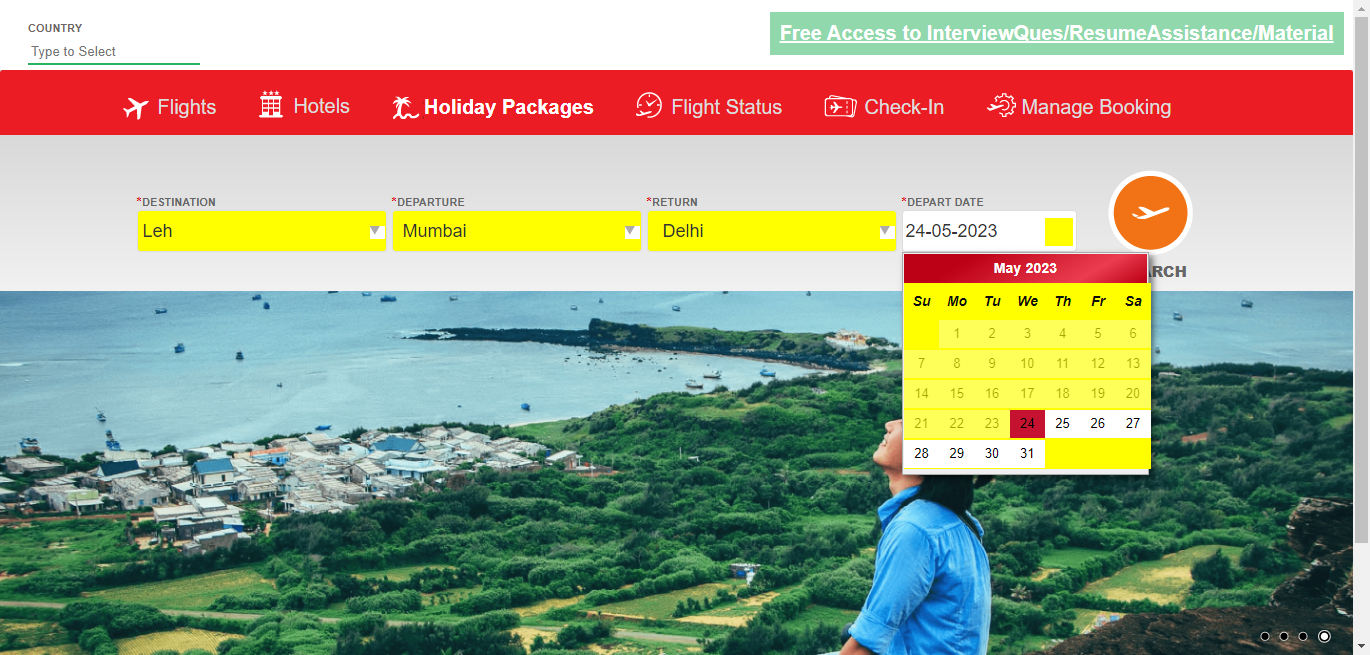 COUNTRY
Type to Select
Free Access to InterviewQues/ResumeAssistance/Material
Flights Hotels Holiday Packages Flight Status Check-In Manage Booking
*DESTINATION *DEPARTURE *RETURN *DEPART DATE
Leh Mumbai Delhi 24-05-2023
May 2023
Su Mo Tu We Th Fr Sa
1 2 3 4 5 6
7 8 9 10 11 12 13
14 15 16 17 18 19 20
21 22 23 24 25 26 27
28 29 30 31